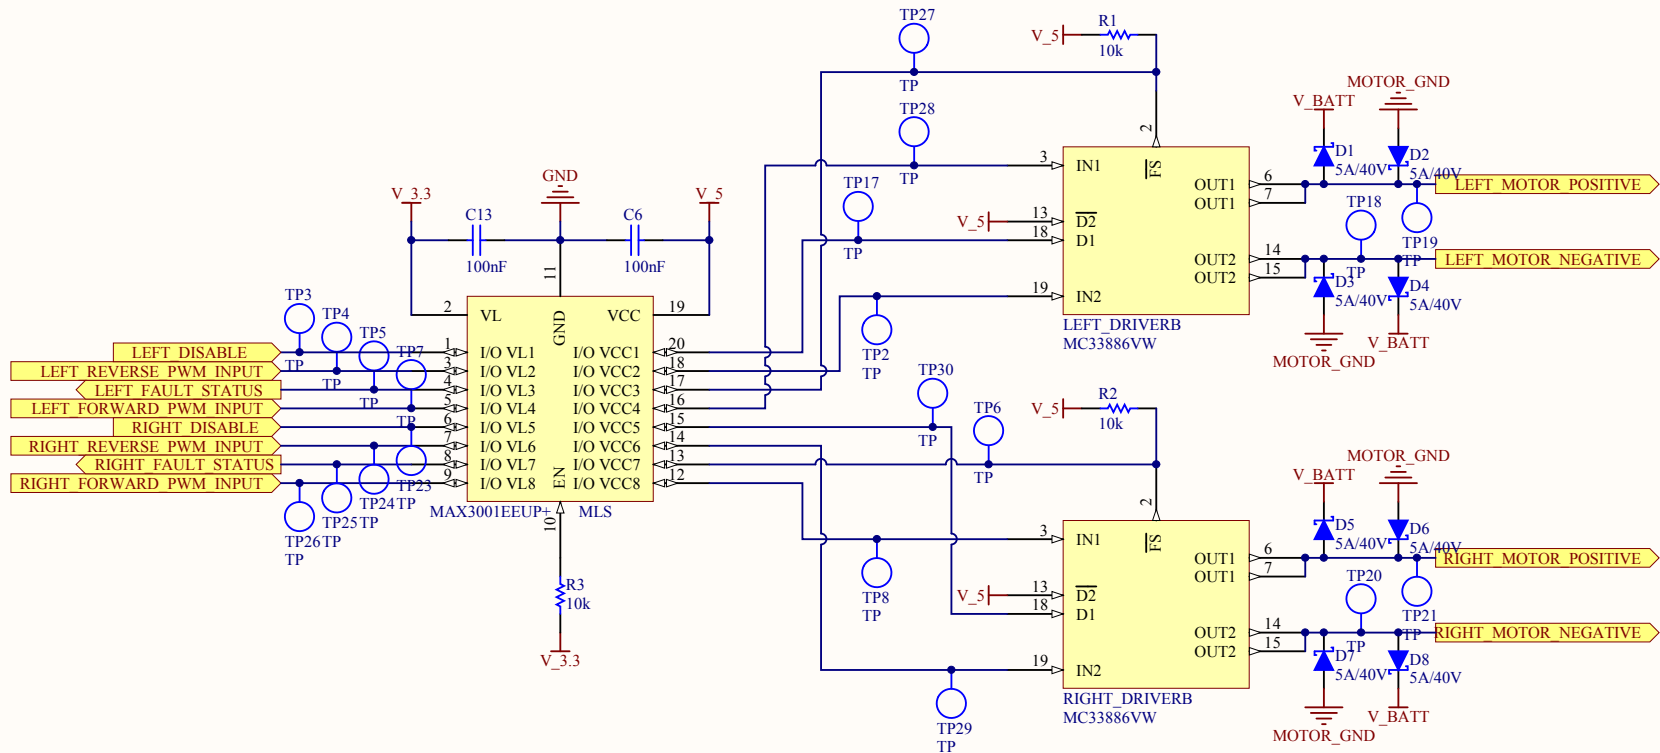 TP27
TP
TP28
TP
TP17
TP
V_5
R1
10k
V_3.3
C13
100nF
GND
C6
100nF
V_5
11
TP3
TP
TP4
TP
TP5
TP
TP7
TP
LEFT_DISABLE
LEFT_REVERSE_PWM_INPUT
LEFT_FAULT_STATUS
LEFT_FORWARD_PWM_INPUT
RIGHT_DISABLE
RIGHT_REVERSE_PWM_INPUT
RIGHT_FAULT_STATUS
RIGHT_FORWARD_PWM_INPUT
TP23
TP
TP24
TP
TP25
TP
TP26
TP
2 VL
GND
VCC 19
1 I/O VL1 I/O VCC1 20
3 I/O VL2 I/O VCC2 18
4 I/O VL3 I/O VCC3 17
5 I/O VL4 I/O VCC4 16
6 I/O VL5 I/O VCC5 15
7 I/O VL6 I/O VCC6 14
8 I/O VL7 I/O VCC7 13
9 I/O VL8 I/O VCC8 12
EN
10
MAX3001EEUP+ MLS
R3
10k
V_3.3
2
FS
3 IN1
V_5 13 D2
18 D1
19 IN2
OUT1 6
OUT1 7
OUT2 14
OUT2 15
LEFT_DRIVERB
MC33886VW
TP2
TP
V_BATT
MOTOR_GND
D1
5A/40V
D2
5A/40V
LEFT_MOTOR_POSITIVE
TP18
TP
TP19
TP
LEFT_MOTOR_NEGATIVE
D3
5A/40V
D4
5A/40V
MOTOR_GND
V_BATT
TP30
TP
TP6
TP
V_5
R2
10k
2
FS
3 IN1
V_5 13 D2
18 D1
19 IN2
OUT1 6
OUT1 7
OUT2 14
OUT2 15
RIGHT_DRIVERB
MC33886VW
TP8
TP
TP29
TP
V_BATT
MOTOR_GND
D5
5A/40V
D6
5A/40V
RIGHT_MOTOR_POSITIVE
TP20
TP
TP21
TP
RIGHT_MOTOR_NEGATIVE
D7
5A/40V
D8
5A/40V
MOTOR_GND
V_BATT